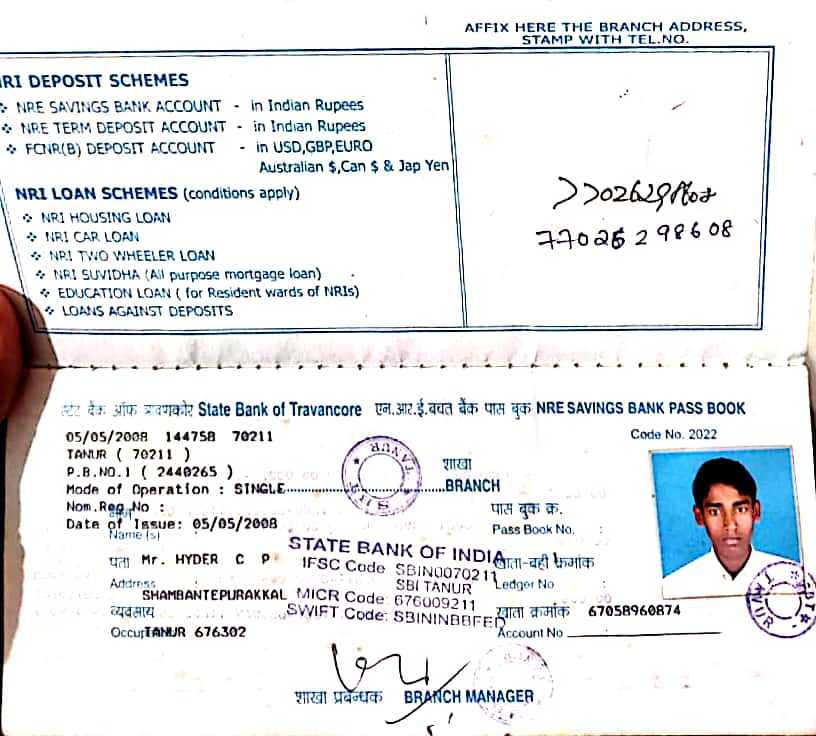 AFFIX HERE THE BRANCH ADDRESS,
STAMP WITH TEL.NO.
RI DEPOSIT SCHEMES
NRE SAVINGS BANK ACCOUNT - in Indian Rupees
NRE TERM DEPOSIT ACCOUNT - in Indian Rupees
FCNR(B) DEPOSIT ACCOUNT - in USD,GBP,EURO
Australian $,Can $ & Jap Yen
NRI LOAN SCHEMES (conditions apply)
NRI HOUSING LOAN
NRI CAR LOAN
NRI TWO WHEELER LOAN
NRI SUVIDHA (All purpose mortgage loan)
EDUCATION LOAN ( for Resident wards of NRIs)
LOANS AGAINST DEPOSITS
77025298608
स्टेट बैंक ऑफ त्रावणकोर State Bank of Travancore एन.आर.ई.बचत बैंक पास बुक NRE SAVINGS BANK PASS BOOK
05/05/2008 144758 70211
Code No. 2022
TANUR ( 70211 )
P.B.NO.1 ( 2440265 )
शाखा
Mode of Operation : SINGLE
BRANCH
Nom.Reg.No :
पास बुक क्र.
Date of Issue: 05/05/2008
Pass Book No. :
Name (s)
STATE BANK OF INDIA
पता Mr. HYDER C P
IFSC Code SBIN0070211
खाता-बही क्रमांक
Address
SBI TANUR
Ledger No :
SHAMBANTEPURAKKAL
MICR Code: 676009211
व्यवसाय
SWIFT Code: SBININBBFED
खाता क्रमांक 67058960874
TANUR 676302
Account No
शाखा प्रबन्धक BRANCH MANAGER
TANUR
TANUR